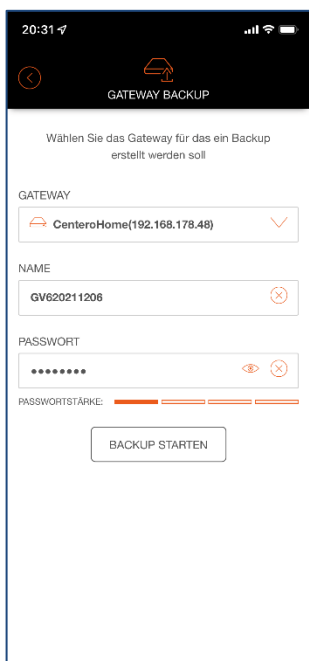 20:31
GATEWAY BACKUP
Wählen Sie das Gateway für das ein Backup
erstellt werden soll
GATEWAY
CenteroHome(192.168.178.48)
NAME
GV620211206
PASSWORT
••••••••
PASSWORTSTÄRKE:
BACKUP STARTEN